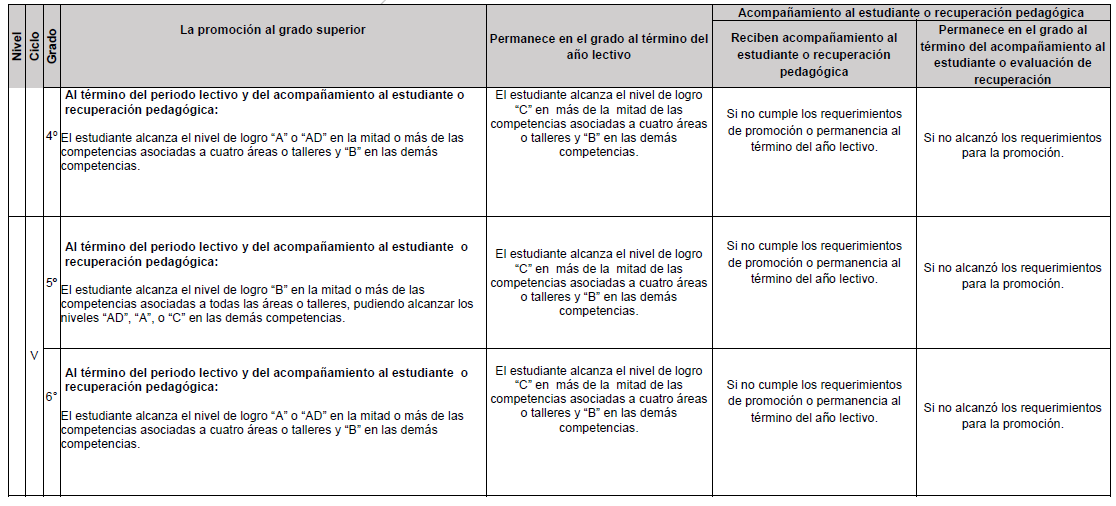 Nivel
Ciclo
Grado
La promoción al grado superior
Permanece en el grado al término del
año lectivo
Acompañamiento al estudiante o recuperación pedagógica
Reciben acompañamiento al
estudiante o recuperación
pedagógica
Permanece en el grado al
término del acompañamiento al
estudiante o evaluación de
recuperación
4º
Al término del periodo lectivo y del acompañamiento al estudiante o
recuperación pedagógica:
El estudiante alcanza el nivel de logro “A” o “AD” en la mitad o más de las
competencias asociadas a cuatro áreas o talleres y “B” en las demás
competencias.
El estudiante alcanza el nivel de logro
“C” en más de la mitad de las
competencias asociadas a cuatro áreas
o talleres y “B” en las demás
competencias.
Si no cumple los requerimientos
de promoción o permanencia al
término del año lectivo.
Si no alcanzó los requerimientos
para la promoción.
V
5º
Al término del periodo lectivo y del acompañamiento al estudiante o
recuperación pedagógica:
El estudiante alcanza el nivel de logro “B” en la mitad o más de las
competencias asociadas a todas las áreas o talleres, pudiendo alcanzar los
niveles “AD”, “A”, o “C” en las demás competencias.
El estudiante alcanza el nivel de logro
“C” en más de la mitad de las
competencias asociadas a cuatro áreas
o talleres y “B” en las demás
competencias.
Si no cumple los requerimientos
de promoción o permanencia al
término del año lectivo.
Si no alcanzó los requerimientos
para la promoción.
6°
Al término del periodo lectivo y del acompañamiento al estudiante o
recuperación pedagógica:
El estudiante alcanza el nivel de logro “A” o “AD” en la mitad o más de las
competencias asociadas a cuatro áreas o talleres y “B” en las demás
competencias.
El estudiante alcanza el nivel de logro
“C” en más de la mitad de las
competencias asociadas a cuatro áreas
o talleres y “B” en las demás
competencias.
Si no cumple los requerimientos
de promoción o permanencia al
término del año lectivo.
Si no alcanzó los requerimientos
para la promoción.